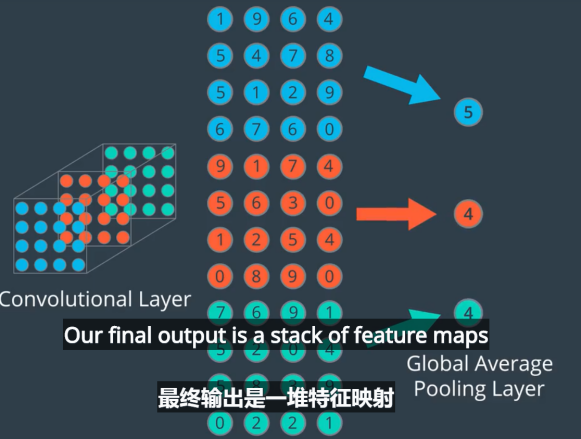 1 9 6 4
5 4 7 8
5 1 2 9
6 7 6 0
5
9 1 7 4
5 6 3 0
1 2 5 4
0 8 9 0
4
Convolutional Layer
7 6 9 1
4
Our final output is a stack of feature maps
5 2 0 4
Global Average
Pooling Layer
最终输出是一堆特征映射
0 2 2 1